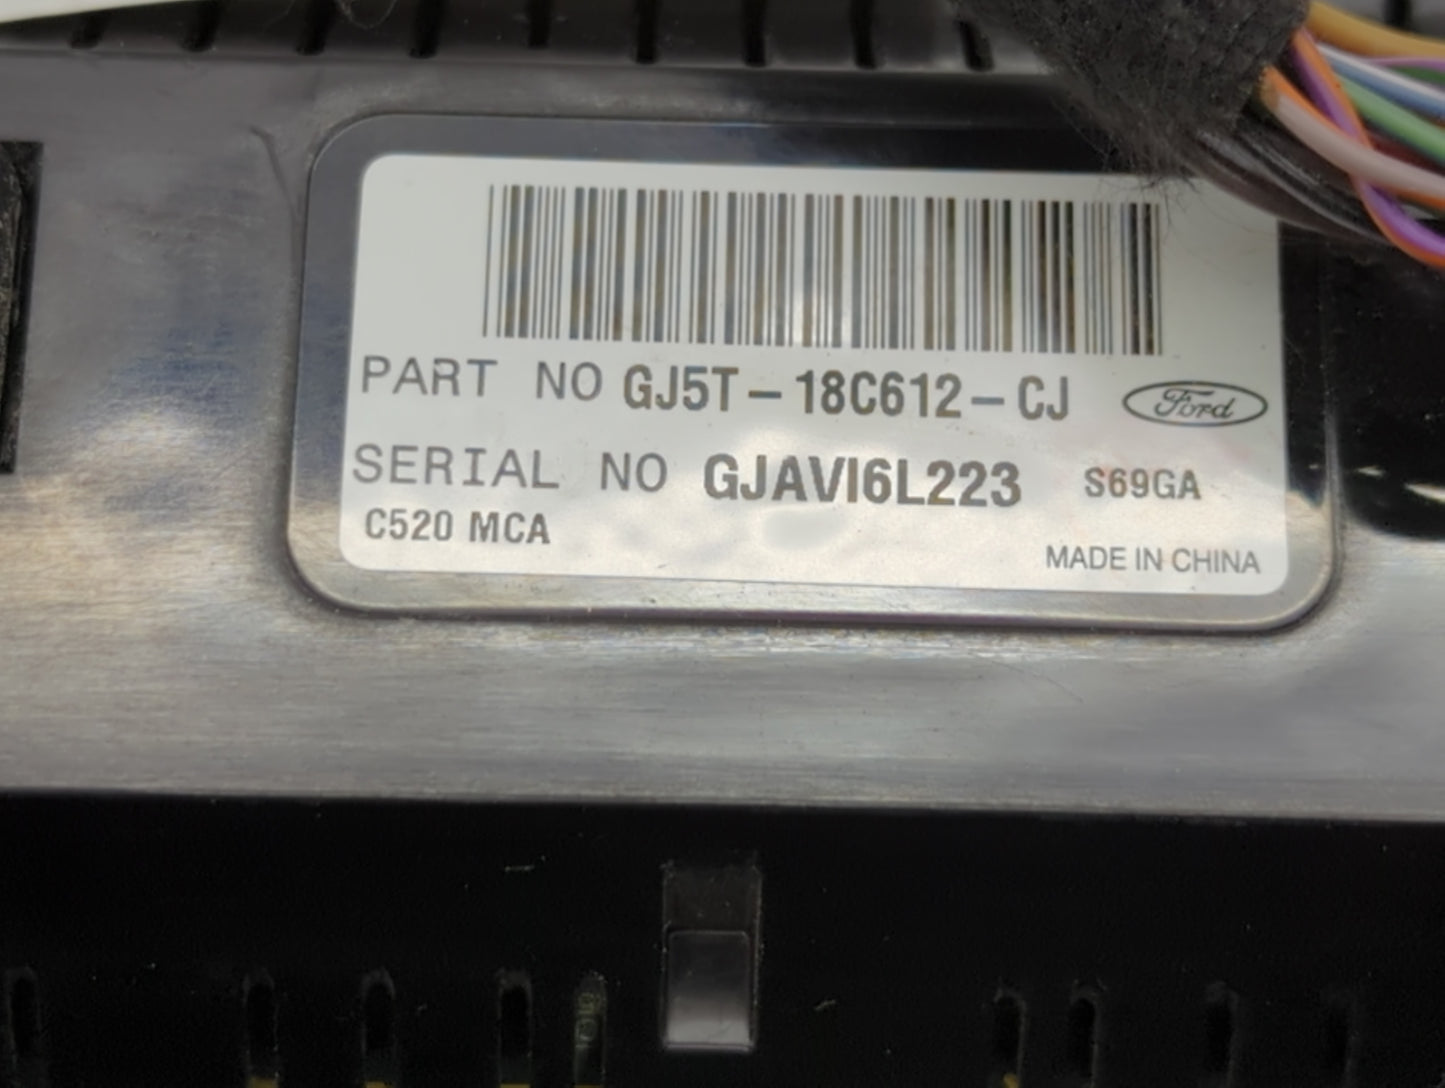 PART NO GJ5T-18C612-CJ Ford
SERIAL NO GJAVI6L223 S69GA
C520 MCA
MADE IN CHINA